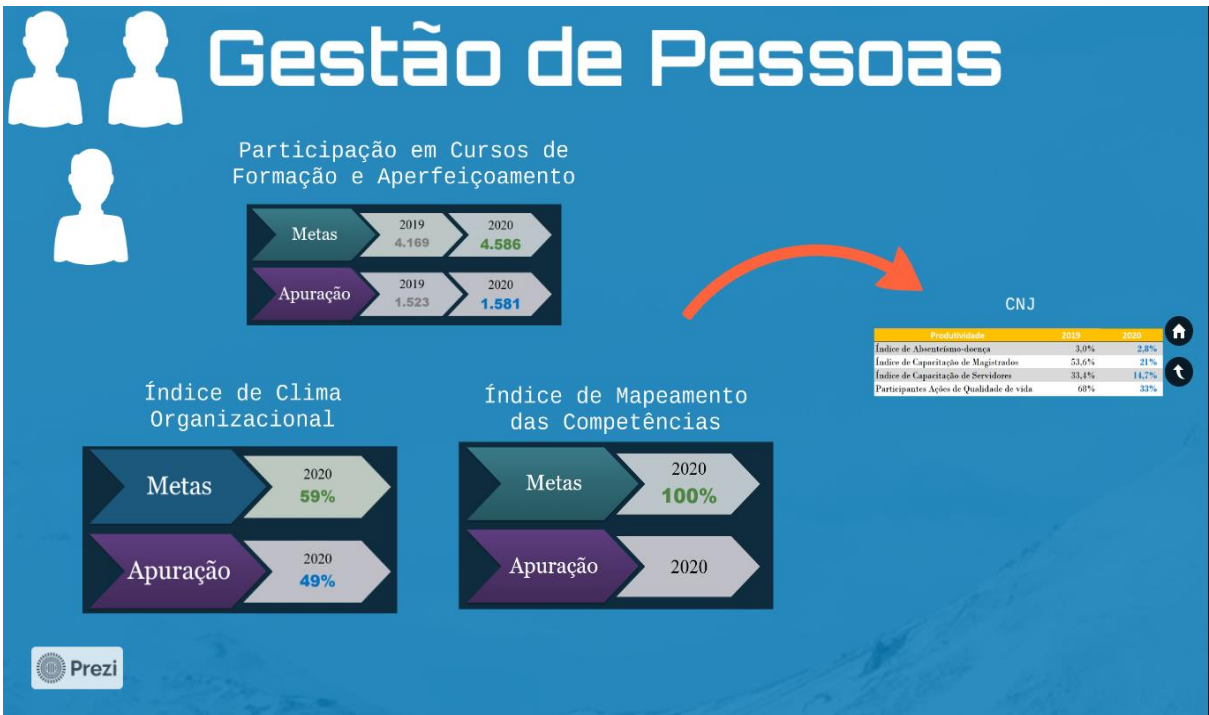 Gestão de Pessoas
Participação em Cursos de
Formação e Aperfeiçoamento
Metas 2019 2020
4.169 4.586
Apuração 2019 2020
1.523 1.581
CNJ
Produtividade 2019 2020
Índice de Absenteísmo-doença 3,0% 2,8%
Índice de Capacitação de Magistrados 53,6% 21%
Índice de Capacitação de Servidores 33,4% 14,7%
Participantes Ações de Qualidade de vida 68% 33%
Índice de Clima
Organizacional
Metas 2020
59%
Apuração 2020
49%
Índice de Mapeamento
das Competências
Metas 2020
100%
Apuração 2020
Prezi